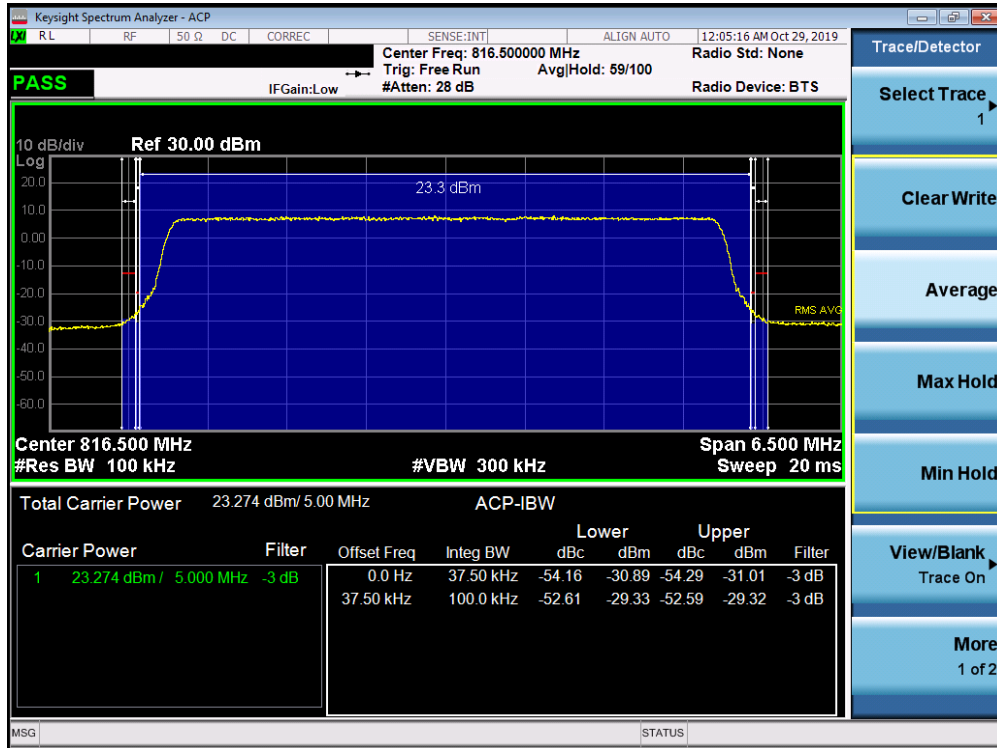 Keysight Spectrum Analyzer - ACP
LXI RL RF 50 Ω DC CORREC SENSE:INT ALIGN AUTO 12:05:16 AM Oct 29, 2019
Center Freq: 816.500000 MHz Radio Std: None
Trig: Free Run Avg|Hold: 59/100
PASS IFGain:Low #Atten: 28 dB Radio Device: BTS
10 dB/div Ref 30.00 dBm
Log
20.0
10.0
0.00
-10.0
-20.0
-30.0
-40.0
-50.0
-60.0
23.3 dBm
RMS AVG
Center 816.500 MHz Span 6.500 MHz
#Res BW 100 kHz #VBW 300 kHz Sweep 20 ms
Total Carrier Power 23.274 dBm/ 5.00 MHz ACP-IBW
Lower Upper
Carrier Power Filter Offset Freq Integ BW dBc dBm dBc dBm Filter
1 23.274 dBm / 5.000 MHz -3 dB 0.0 Hz 37.50 kHz -54.16 -30.89 -54.29 -31.01 -3 dB
37.50 kHz 100.0 kHz -52.61 -29.33 -52.59 -29.32 -3 dB
MSG STATUS
Trace/Detector
Select Trace
1
Clear Write
Average
Max Hold
Min Hold
View/Blank
Trace On
More
1 of 2